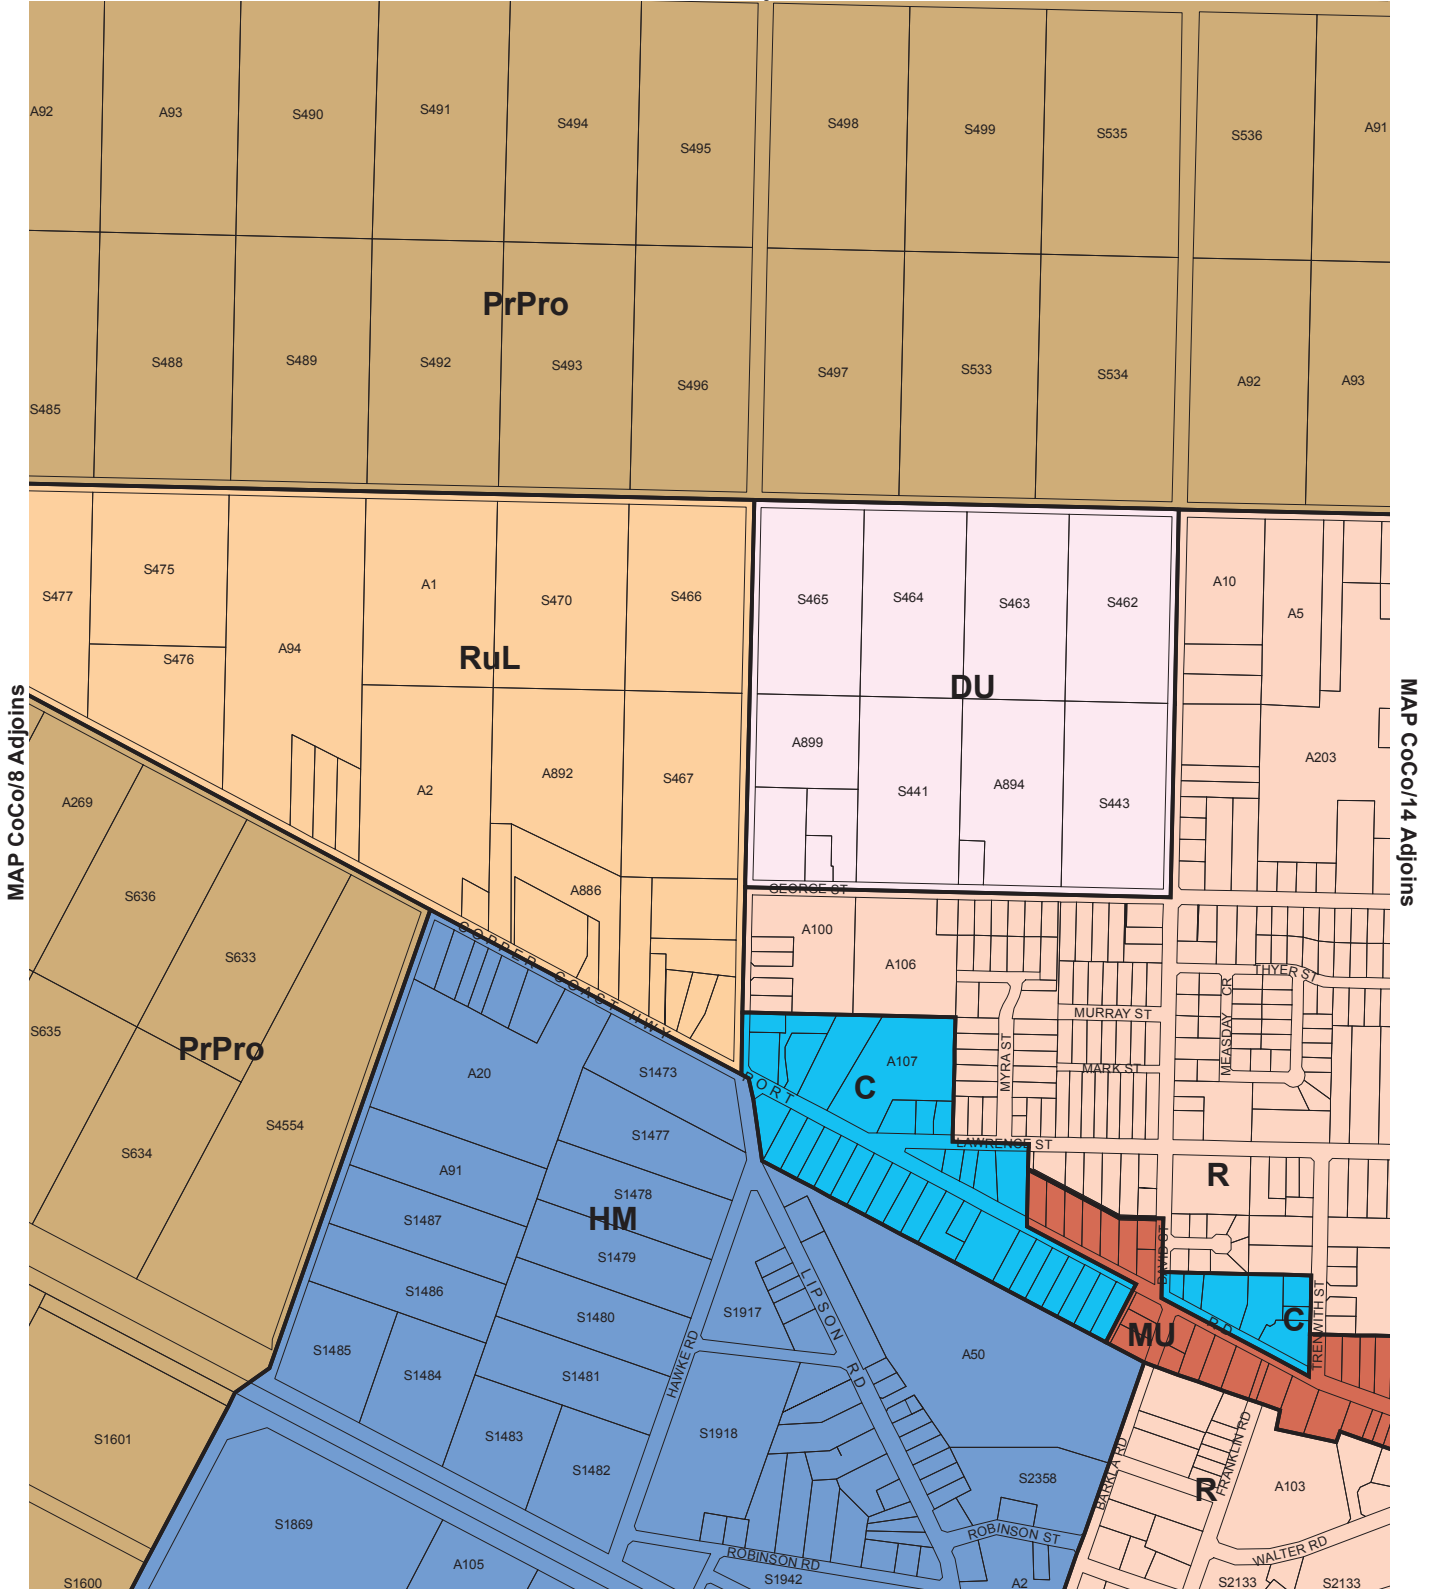 A92
A93
S490
S491
S494
S495
S498
S499
S535
S536
A91
PrPro
S485
S488
S489
S492
S493
S496
S497
S533
S534
A92
A93
S477
S475
S476
A94
A1
S470
S466
RuL
A2
A892
S467
A886
S465
S464
S463
S462
DU
A899
S441
A894
S443
GEORGE ST
A10
A5
A203
MAP CoCo/8 Adjoins
MAP CoCo/14 Adjoins
A269
S636
S633
S635
PrPro
S634
S4554
COPPER COAST HWY
A100
A106
THYER ST
MEASDAY CR
MURRAY ST
MYRA ST
MARK ST
A107
C
PORT
LAWRENCE ST
R
A20
S1473
S1477
A91
S1478
HM
S1487
S1479
S1486
S1480
S1485
S1484
S1481
S1483
S1482
HAWKE RD
S1917
LIPSON RD
A50
DAVID ST
MU
RD
C
TRENWITH ST
S1601
S1600
S1869
A105
S1918
S2358
ROBINSON ST
ROBINSON RD
S1942
A2
BARKLA RD
FRANKLIN RD
R
A103
WALTER RD
S2133
S2133